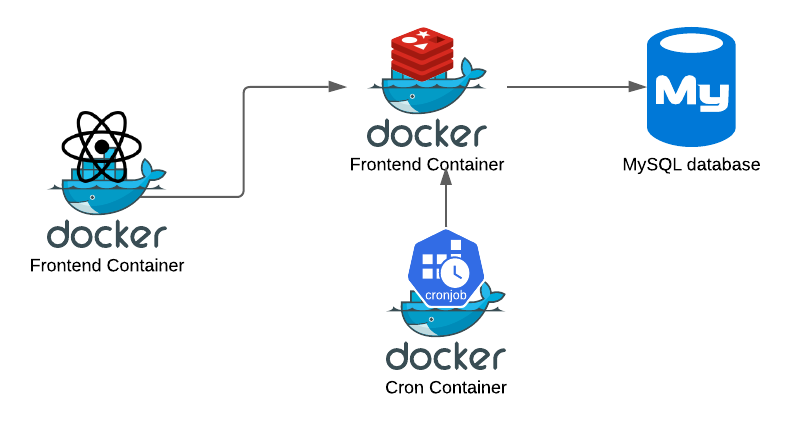 docker
Frontend Container
docker
Frontend Container
My
MySQL database
cronjob
docker
Cron Container